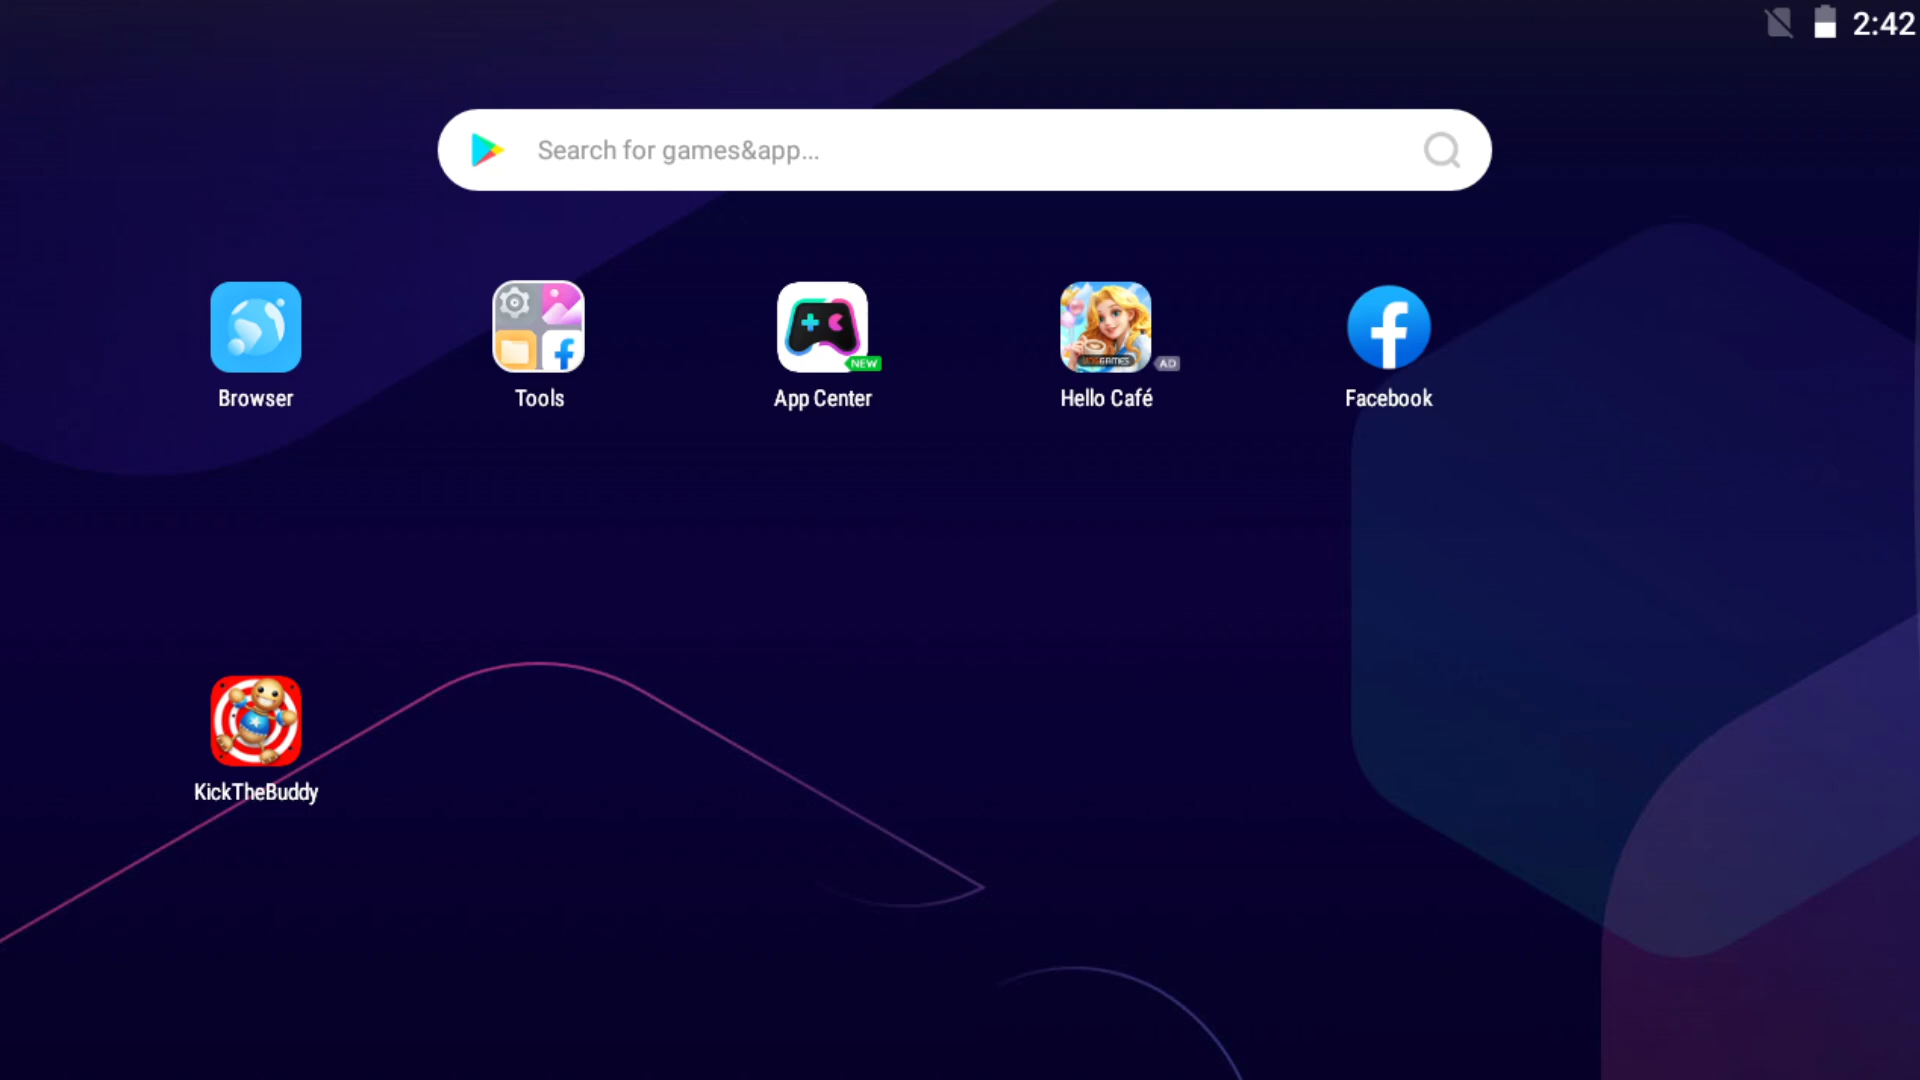 2:42
Search for games&app...
NEW
AD
Browser
Tools
App Center
Hello Café
Facebook
KickTheBuddy